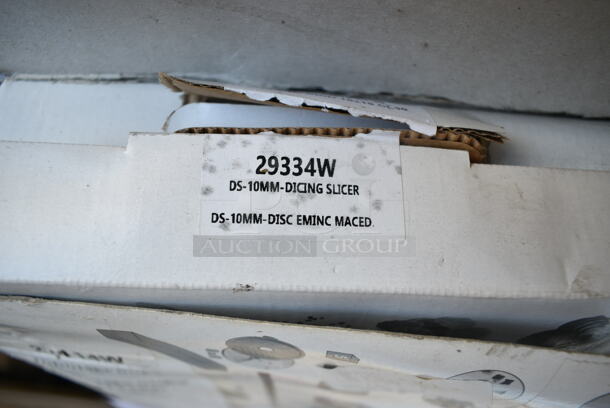 29334W
DS-10MM-DICING SLICER
DS-10MM-DISC EMINC MACED.
AUCTION GROUP